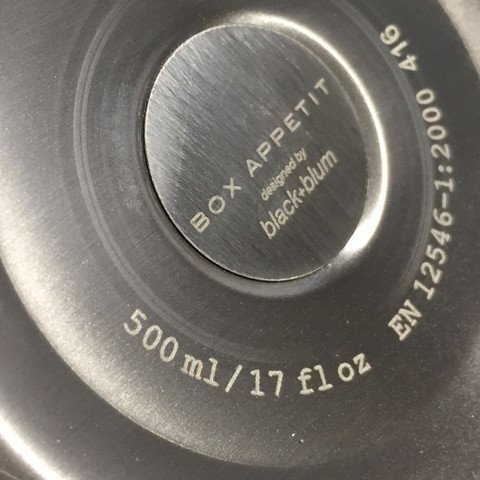 BOX APPETIT
designed by
black+blum
500 ml/17 fl oz
EN 12546-1:2000 416